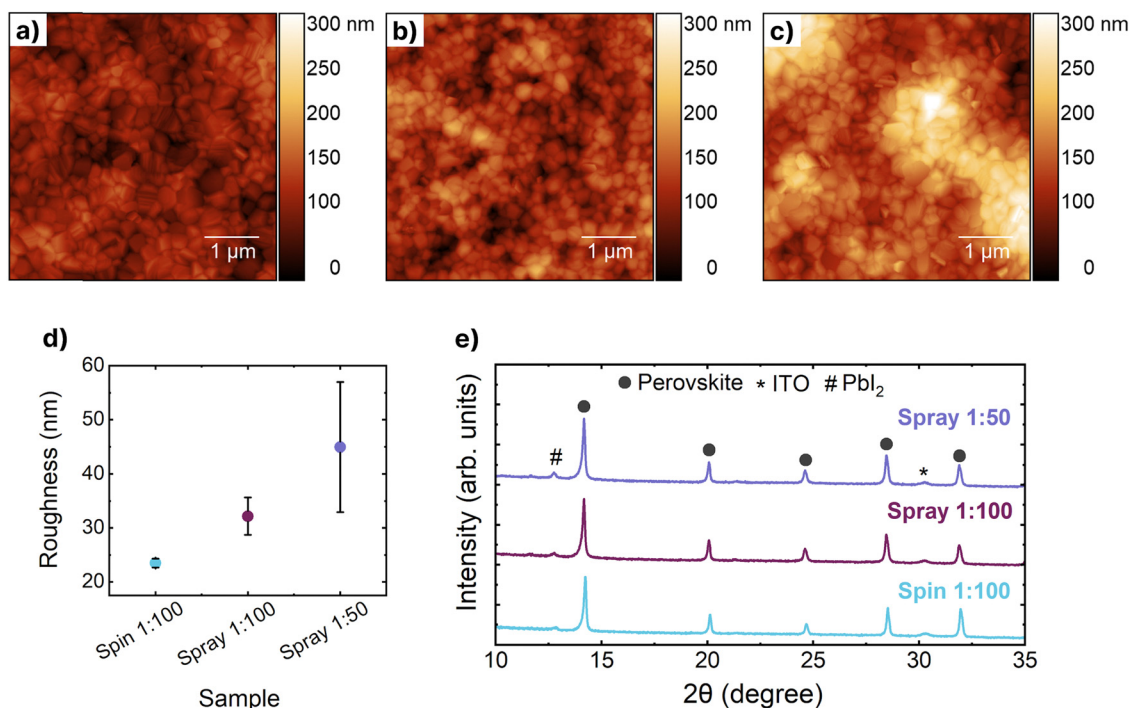 a)
300 nm
250
200
150
100
0
1 µm
b)
300 nm
250
200
150
100
0
1 µm
c)
300 nm
250
200
150
100
0
1 µm
d)
60
50
40
30
20
Roughness (nm)
Spin 1:100
Spray 1:100
Spray 1:50
Sample
e)
Intensity (arb. units)
Perovskite * ITO # PbI₂
Spray 1:50
#
*
Spray 1:100
Spin 1:100
10 15 20 25 30 35
2θ (degree)